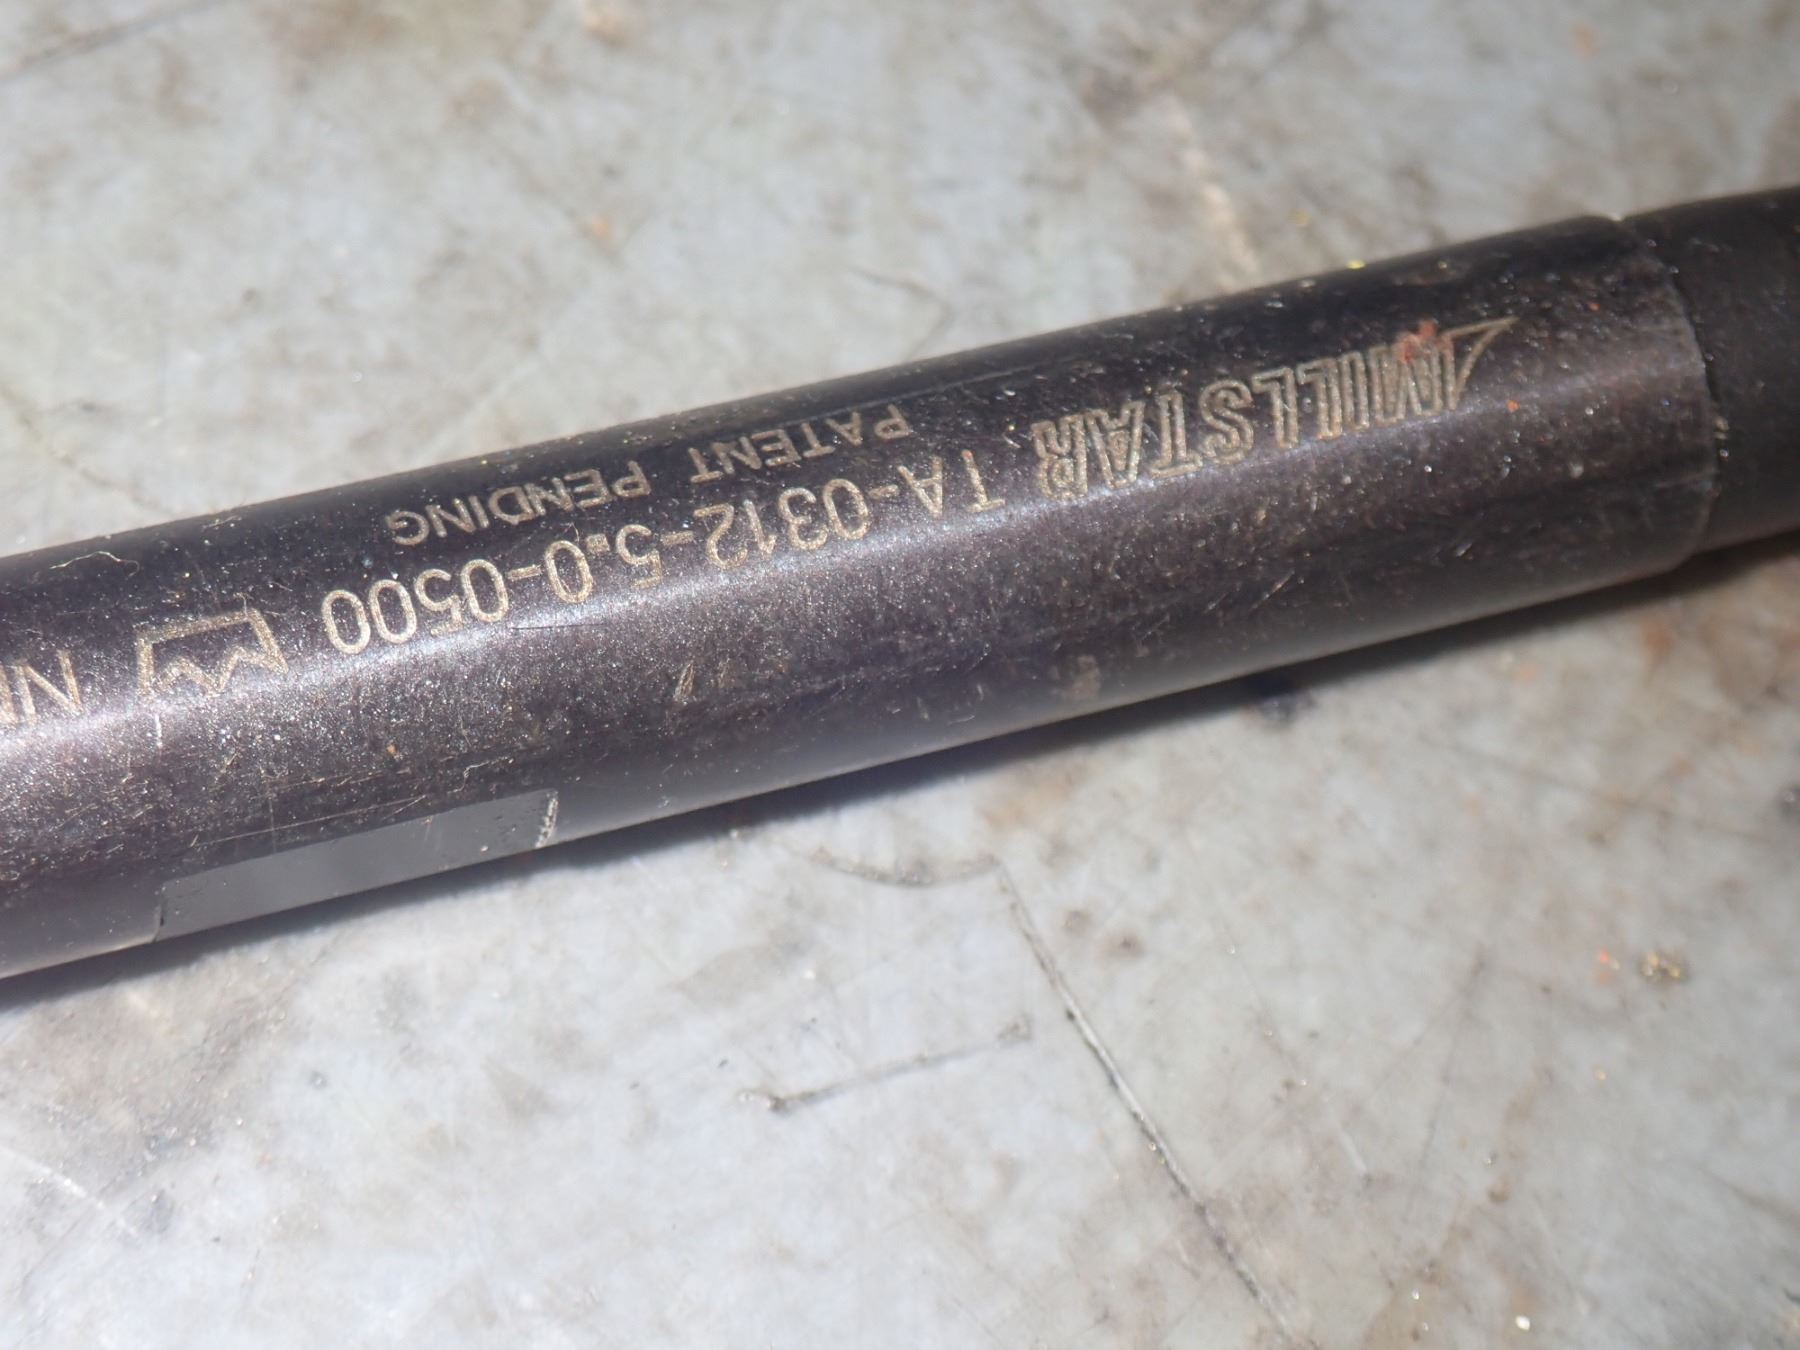 MILLSTAR TA-0312-5.0-0500
PATENT PENDING